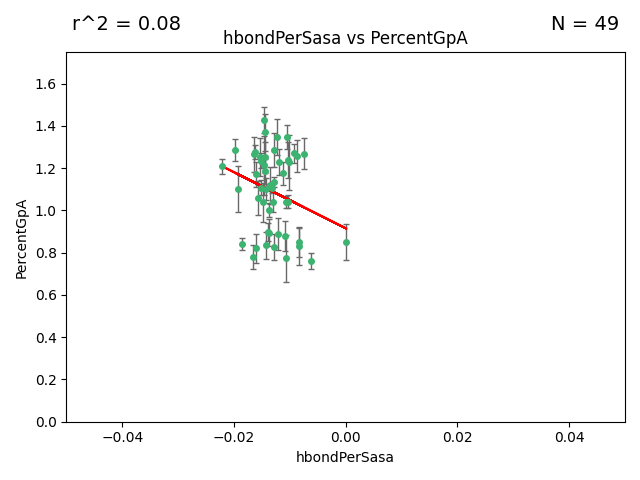 r^2 = 0.08
N = 49
hbondPerSasa vs PercentGpA
PercentGpA
1.6
1.4
1.2
1.0
0.8
0.6
0.4
0.2
0.0
−0.04
−0.02
0.00
0.02
0.04
hbondPerSasa